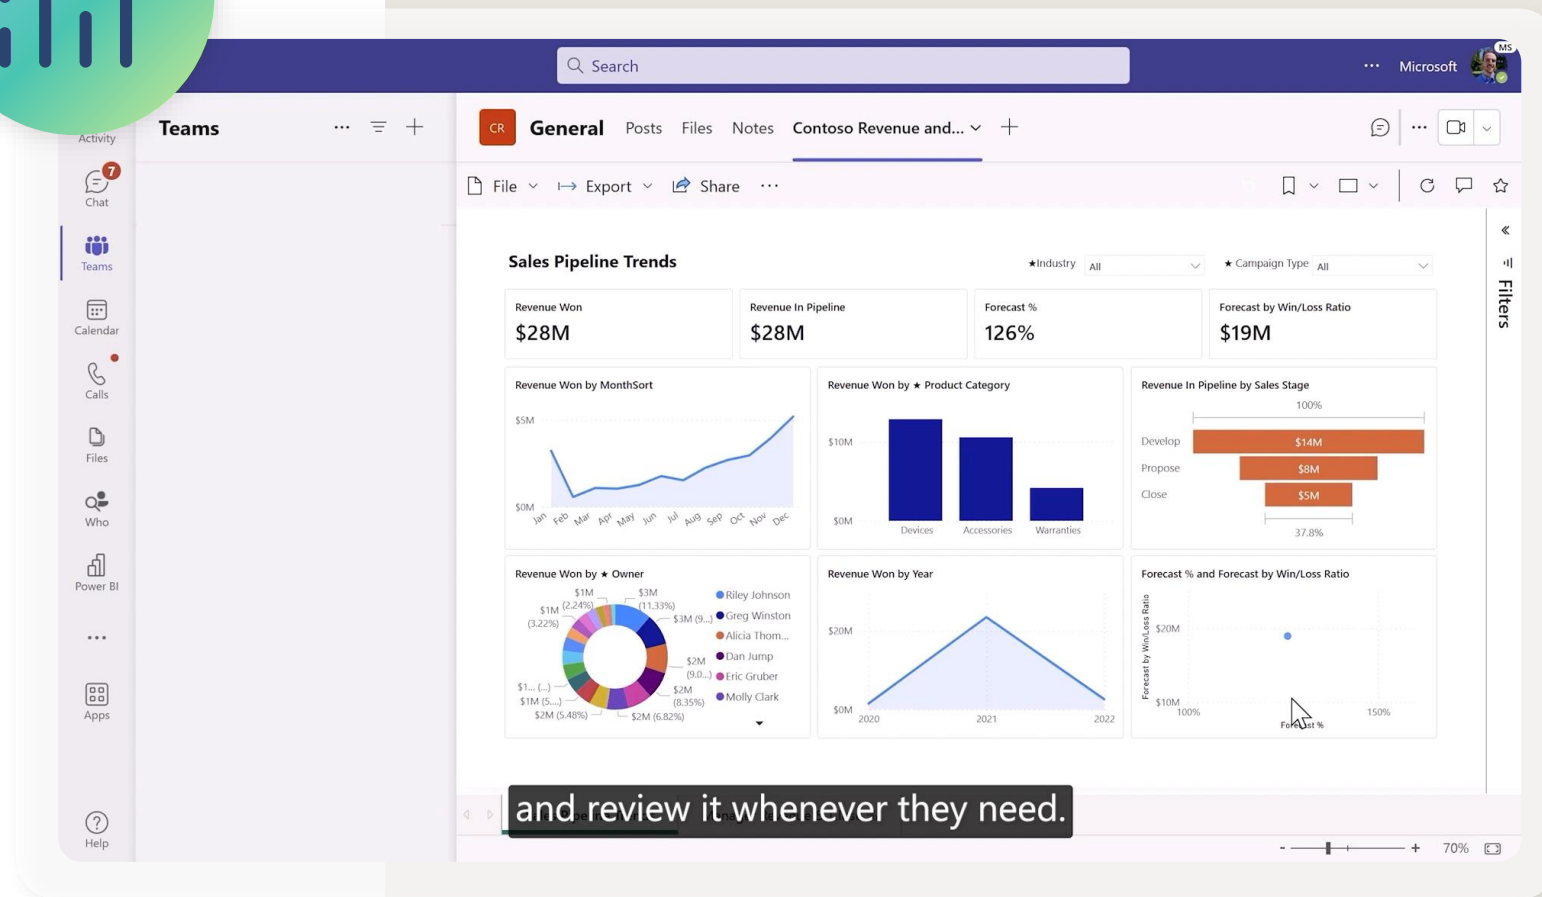 Search
Microsoft
MS
Activity
Chat
7
Teams
Calendar
Calls
Files
Who
Power BI
Apps
Help
Teams
CR
General
Posts
Files
Notes
Contoso Revenue and...
File
Export
Share
Sales Pipeline Trends
★Industry
All
★ Campaign Type
All
Revenue Won
$28M
Revenue In Pipeline
$28M
Forecast %
126%
Forecast by Win/Loss Ratio
$19M
Revenue Won by MonthSort
$5M
$0M
Jan Feb Mar Apr May Jun Jul Aug Sep Oct Nov Dec
Revenue Won by ★ Product Category
$10M
$0M
Devices Accessories Warranties
Revenue In Pipeline by Sales Stage
100%
Develop $14M
Propose $8M
Close $5M
37.8%
Revenue Won by ★ Owner
$1M
(2.24%)
$3M
(11.33%)
$1M
(3.22%)
$3M (9...)
$2M
(9.0...)
$2M
(8.35%)
$1... (...)
$1M (5....)
$2M (5.48%)
$2M (6.82%)
Riley Johnson
Greg Winston
Alicia Thom...
Dan Jump
Eric Gruber
Molly Clark
Revenue Won by Year
$20M
$0M
2020 2021 2022
Forecast % and Forecast by Win/Loss Ratio
Forecast by Win/Loss Ratio
$20M
$10M
100% 150%
Forecast %
Filters
and review it whenever they need.
- + 70%